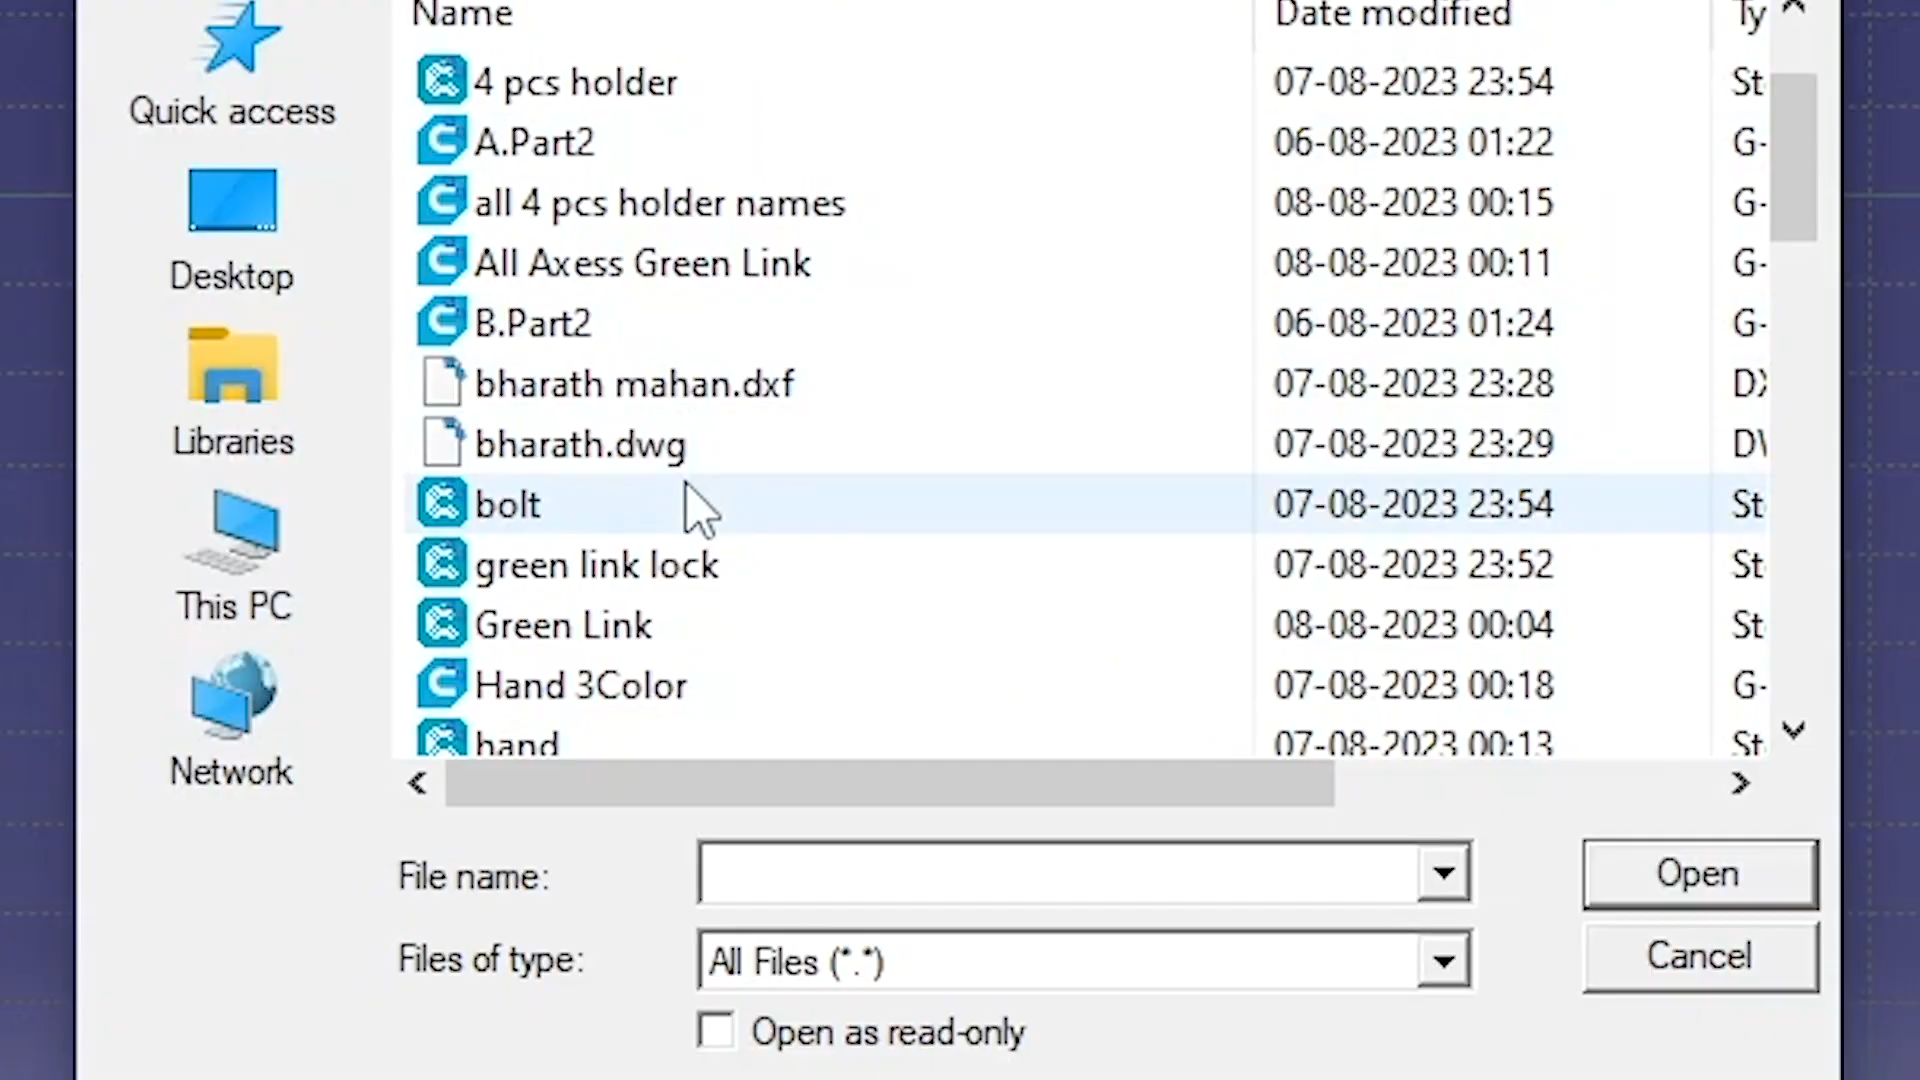 Name Date modified Ty
4 pcs holder 07-08-2023 23:54 St
A.Part2 06-08-2023 01:22 G-
all 4 pcs holder names 08-08-2023 00:15 G-
All Axess Green Link 08-08-2023 00:11 G-
B.Part2 06-08-2023 01:24 G-
bharath mahan.dxf 07-08-2023 23:28 DX
bharath.dwg 07-08-2023 23:29 DV
bolt 07-08-2023 23:54 St
green link lock 07-08-2023 23:52 St
Green Link 08-08-2023 00:04 St
Hand 3Color 07-08-2023 00:18 G-
hand 07-08-2023 00:13 St
Quick access
Desktop
Libraries
This PC
Network
File name:
Open
Files of type: All Files (*.*)
Cancel
Open as read-only